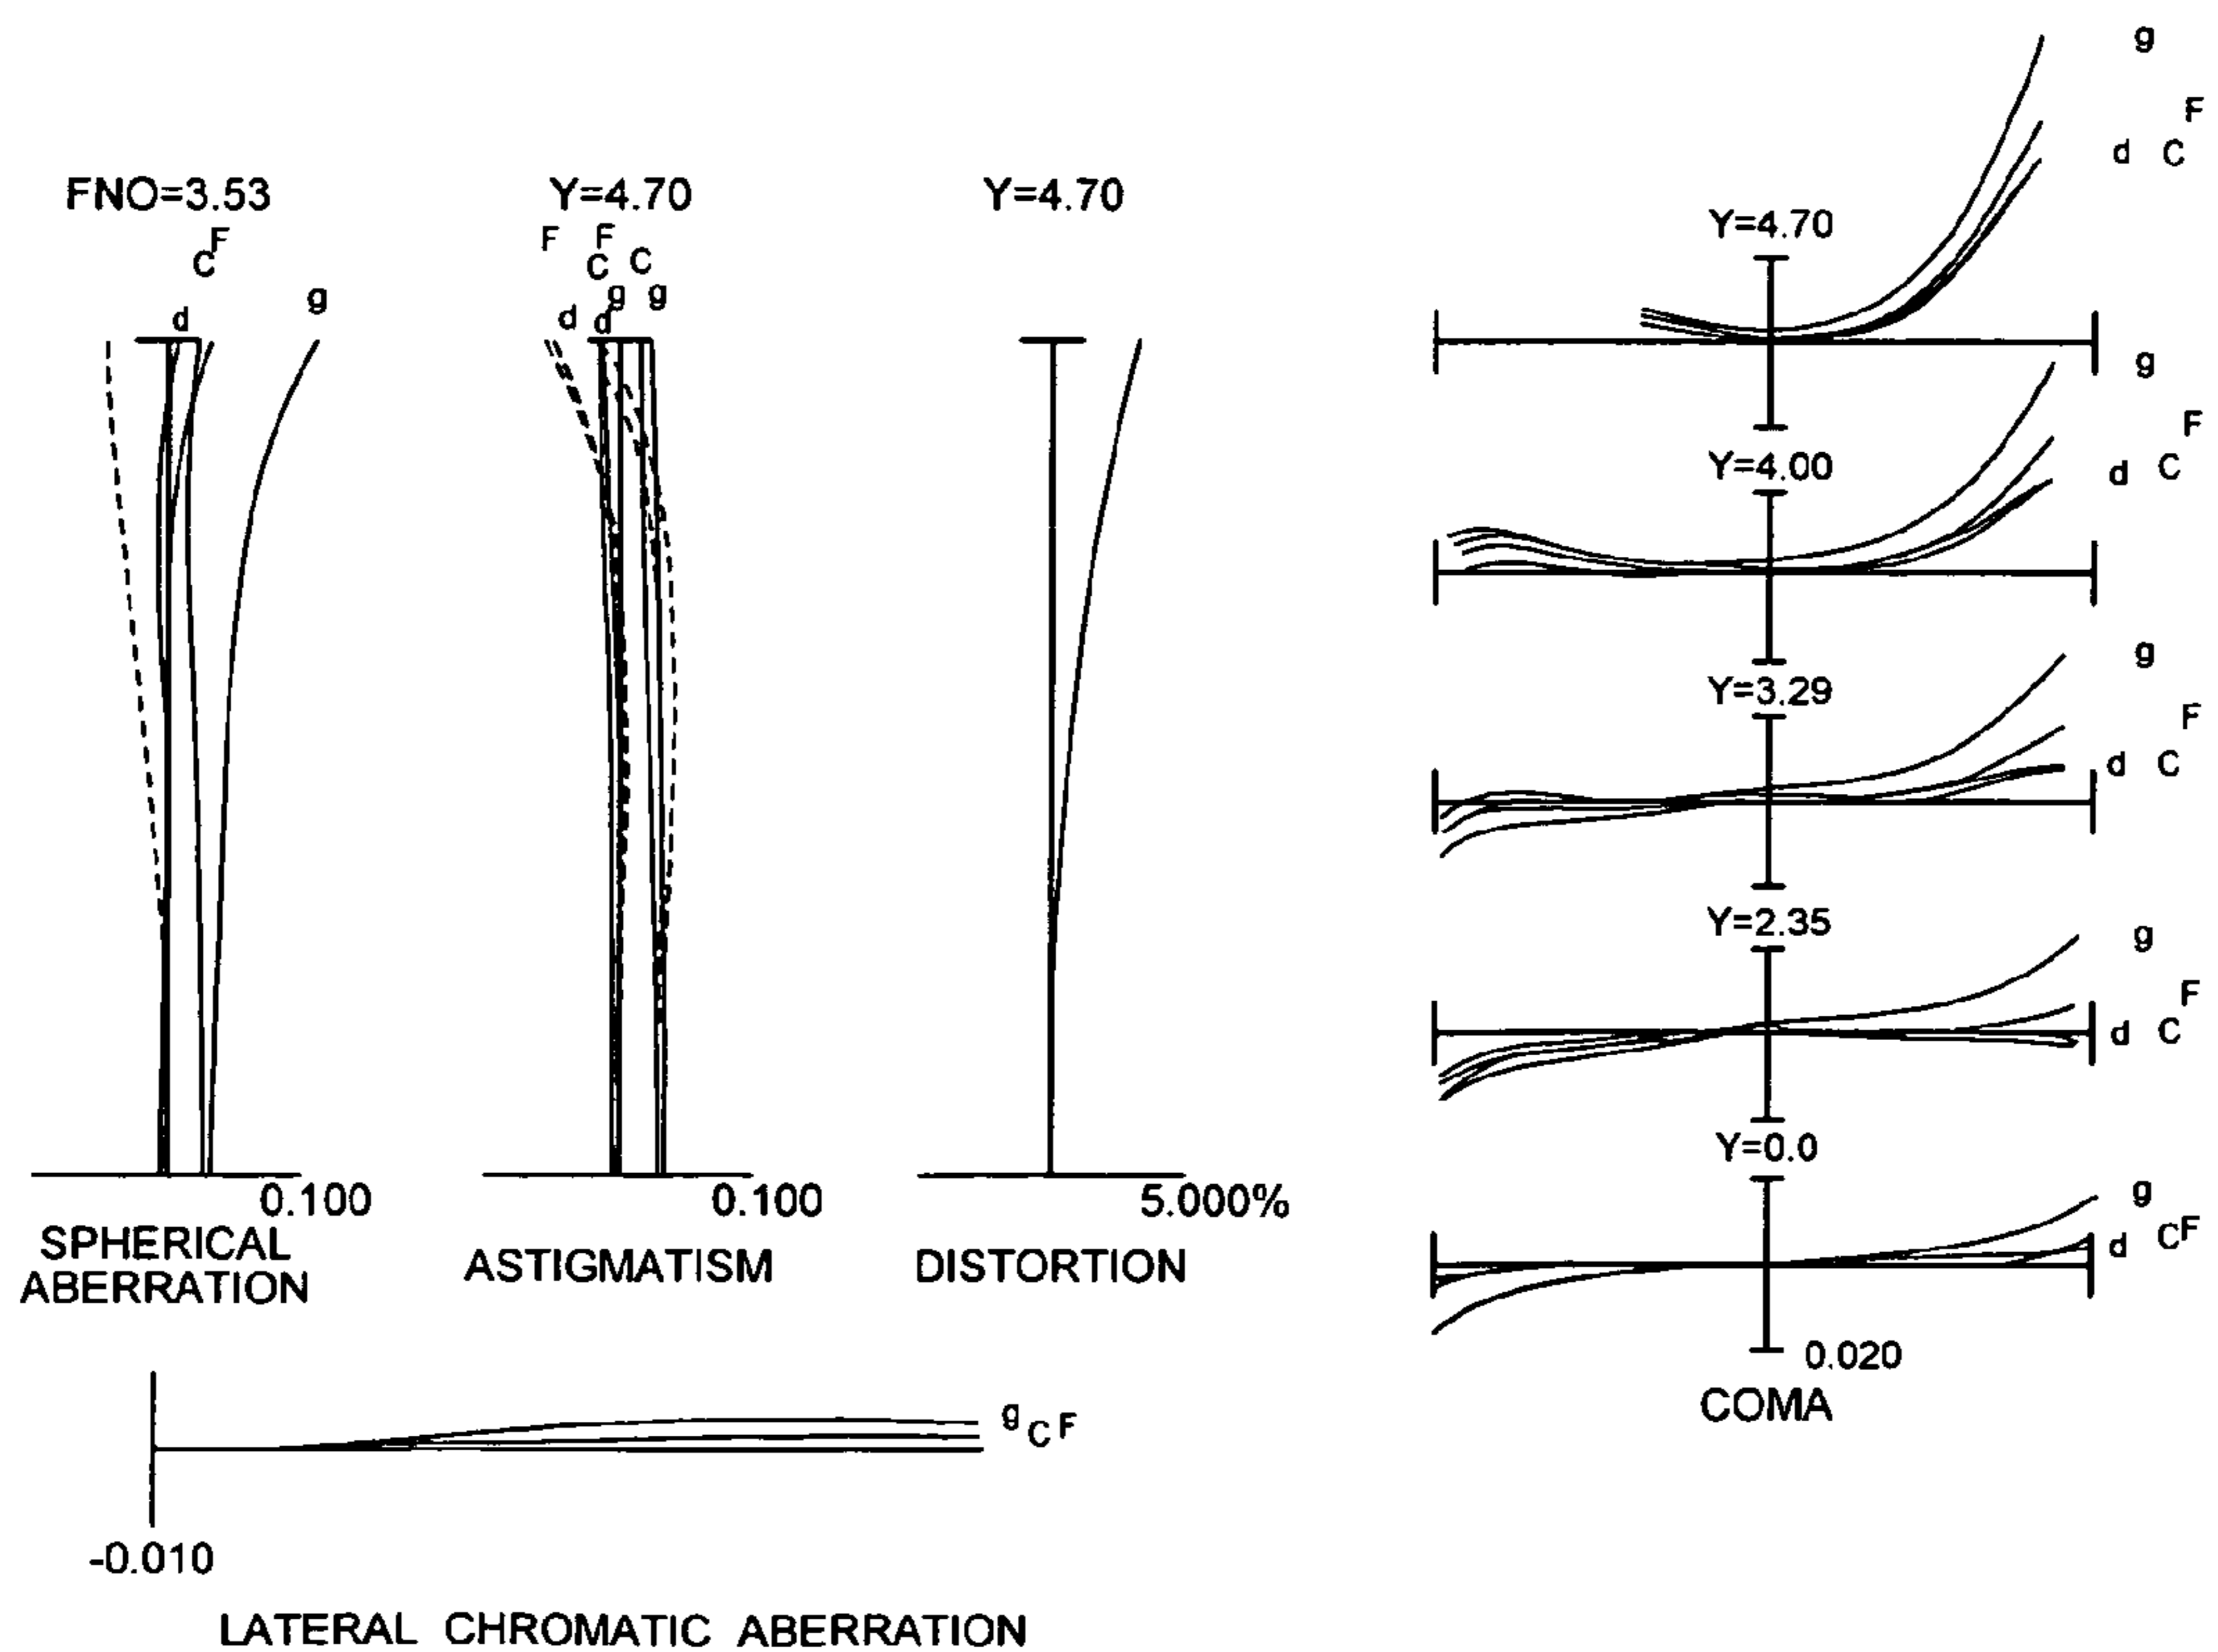 FNO=3.53
F
C
d
g
0.100
SPHERICAL
ABERRATION
Y=4.70
F F
C C
g g
d d
0.100
ASTIGMATISM
Y=4.70
5.000%
DISTORTION
g
F
d C
Y=4.70
g
F
Y=4.00
d C
g
Y=3.29
F
d C
Y=2.35
g
F
d C
Y=0.0
g
d CF
0.020
COMA
g C F
-0.010
LATERAL CHROMATIC ABERRATION